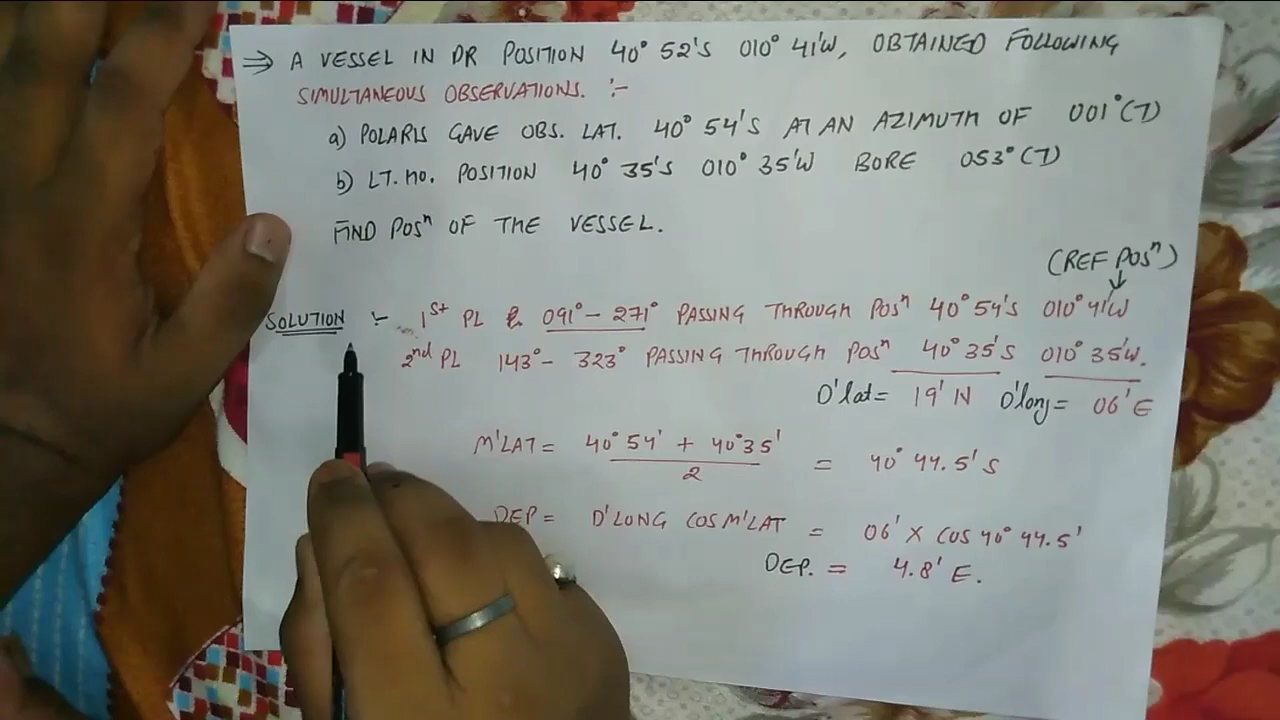 ⇒ A VESSEL IN DR POSITION 40° 52'S 010° 41'W, OBTAINED FOLLOWING
SIMULTANEOUS OBSERVATIONS. :-
a) POLARIS GAVE OBS. LAT. 40° 54'S AT AN AZIMUTH OF 001° (T)
b) LT. HO. POSITION 40° 35'S 010° 35'W BORE 053° (T)
FIND POSⁿ OF THE VESSEL.
(REF POSⁿ)
SOLUTION :- 1st PL 091° - 271° PASSING THROUGH POSⁿ 40° 54'S 010° 41'W
2nd PL 143° - 323° PASSING THROUGH POSⁿ 40° 35'S 010° 35'W.
D'lat = 19' N D'long = 06' E
M'LAT = 40° 54' + 40° 35' / 2 = 40° 44.5' S
DEP = D'LONG COS M'LAT = 06' X COS 40° 44.5'
DEP. = 4.8' E.